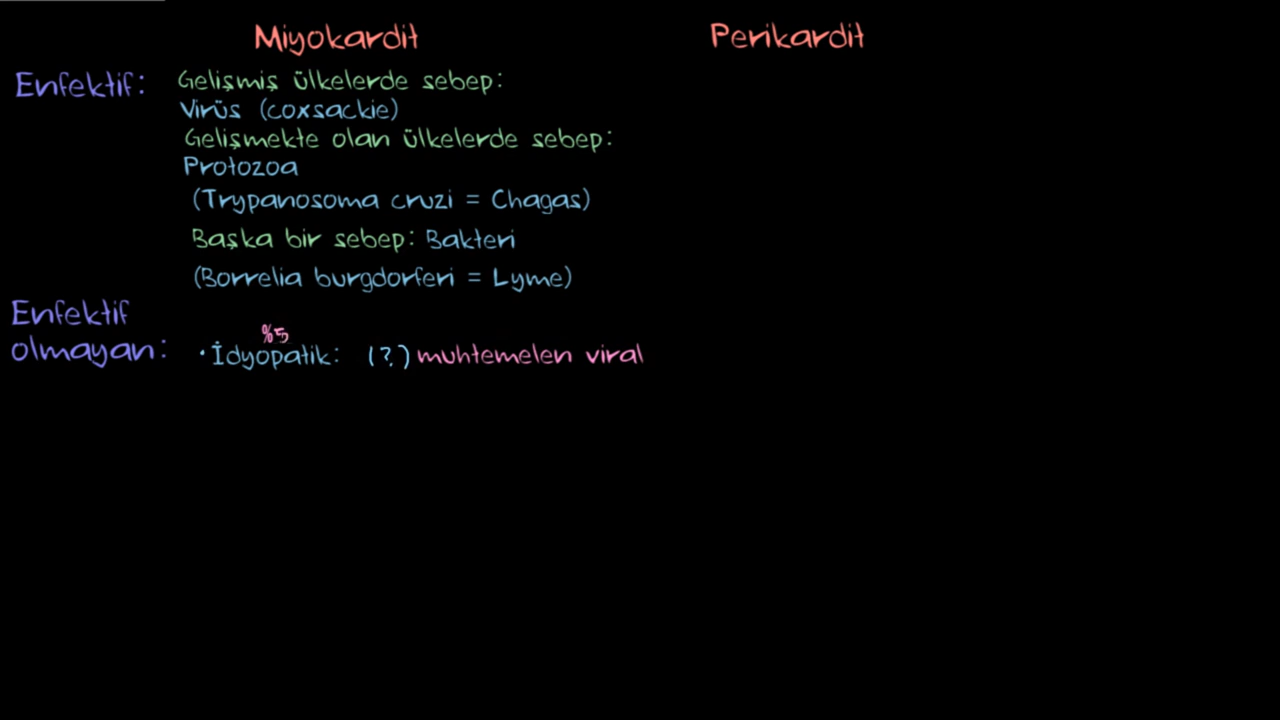 Miyokardit
Perikardit
Enfektif:
Gelişmiş ülkelerde sebep:
Virüs (coxsackie)
Gelişmekte olan ülkelerde sebep:
Protozoa
(Trypanosoma cruzi = Chagas)
Başka bir sebep: Bakteri
(Borrelia burgdorferi = Lyme)
Enfektif
olmayan:
%5
·İdyopatik: (?) muhtemelen viral